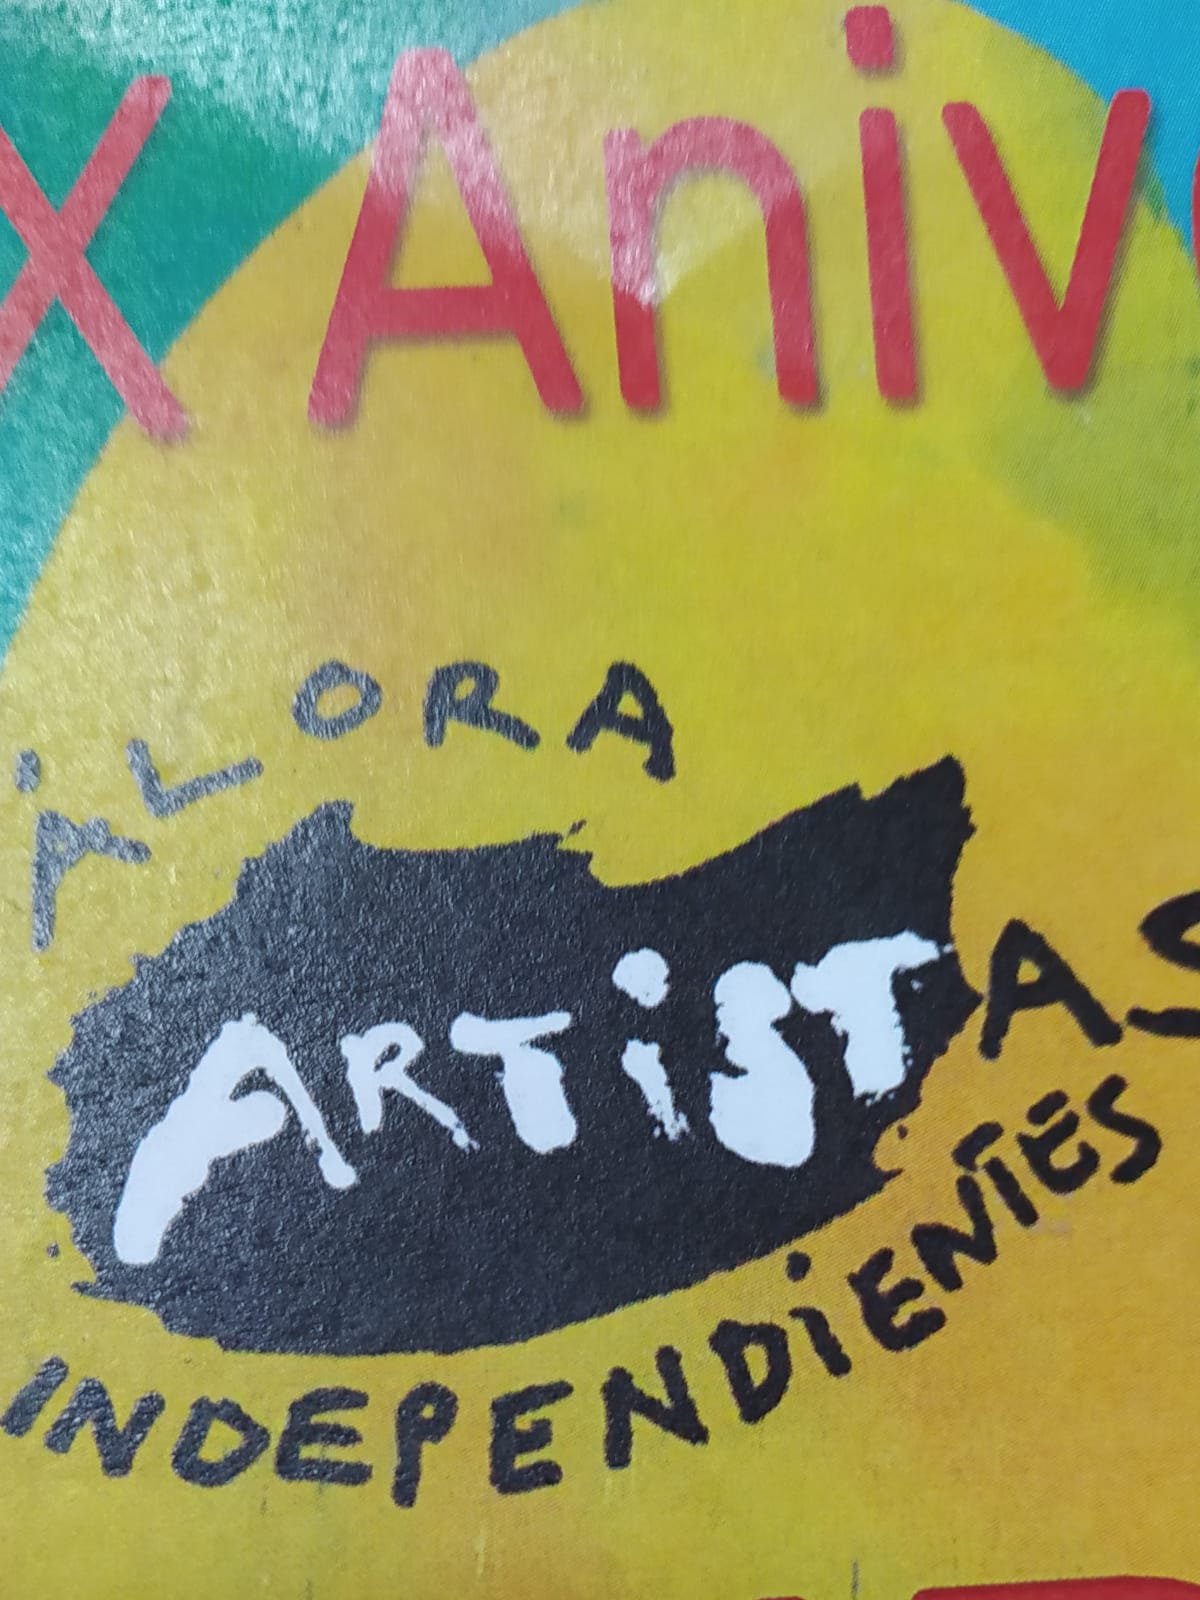 X Aniv
ÁLORA
ARTiSTAS
INDEPENDiENTES